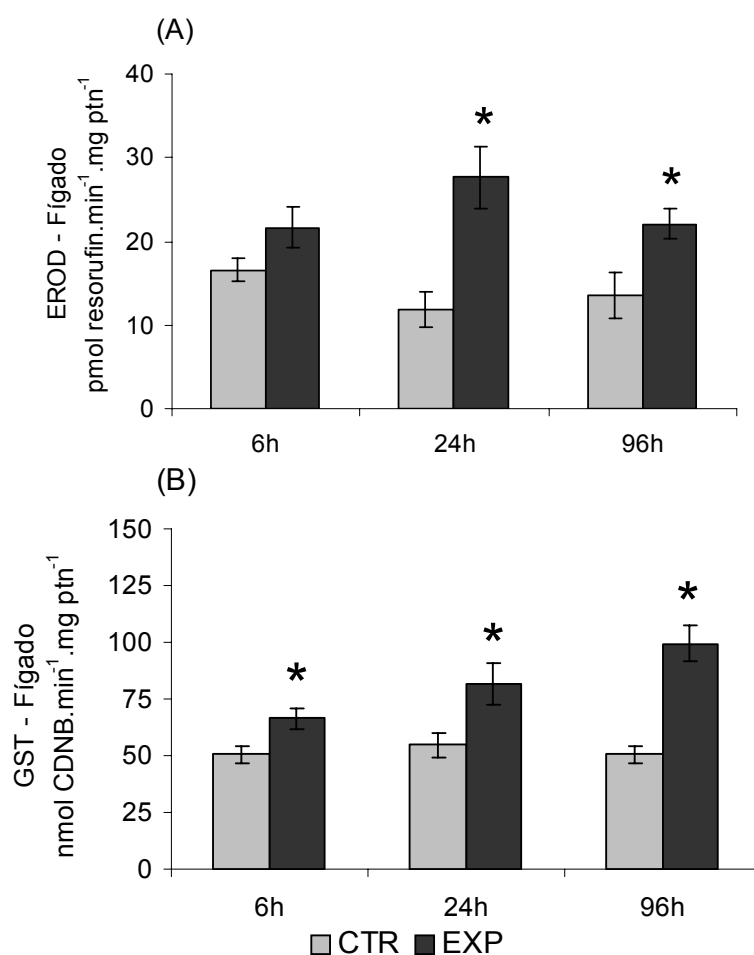 (A)
EROD - Fígado
pmol resorufin.min⁻¹.mg ptn⁻¹
40
30
20
10
0
*
*
6h 24h 96h
(B)
GST - Fígado
nmol CDNB.min⁻¹.mg ptn⁻¹
150
125
100
75
50
25
0
*
*
*
6h 24h 96h
CTR EXP